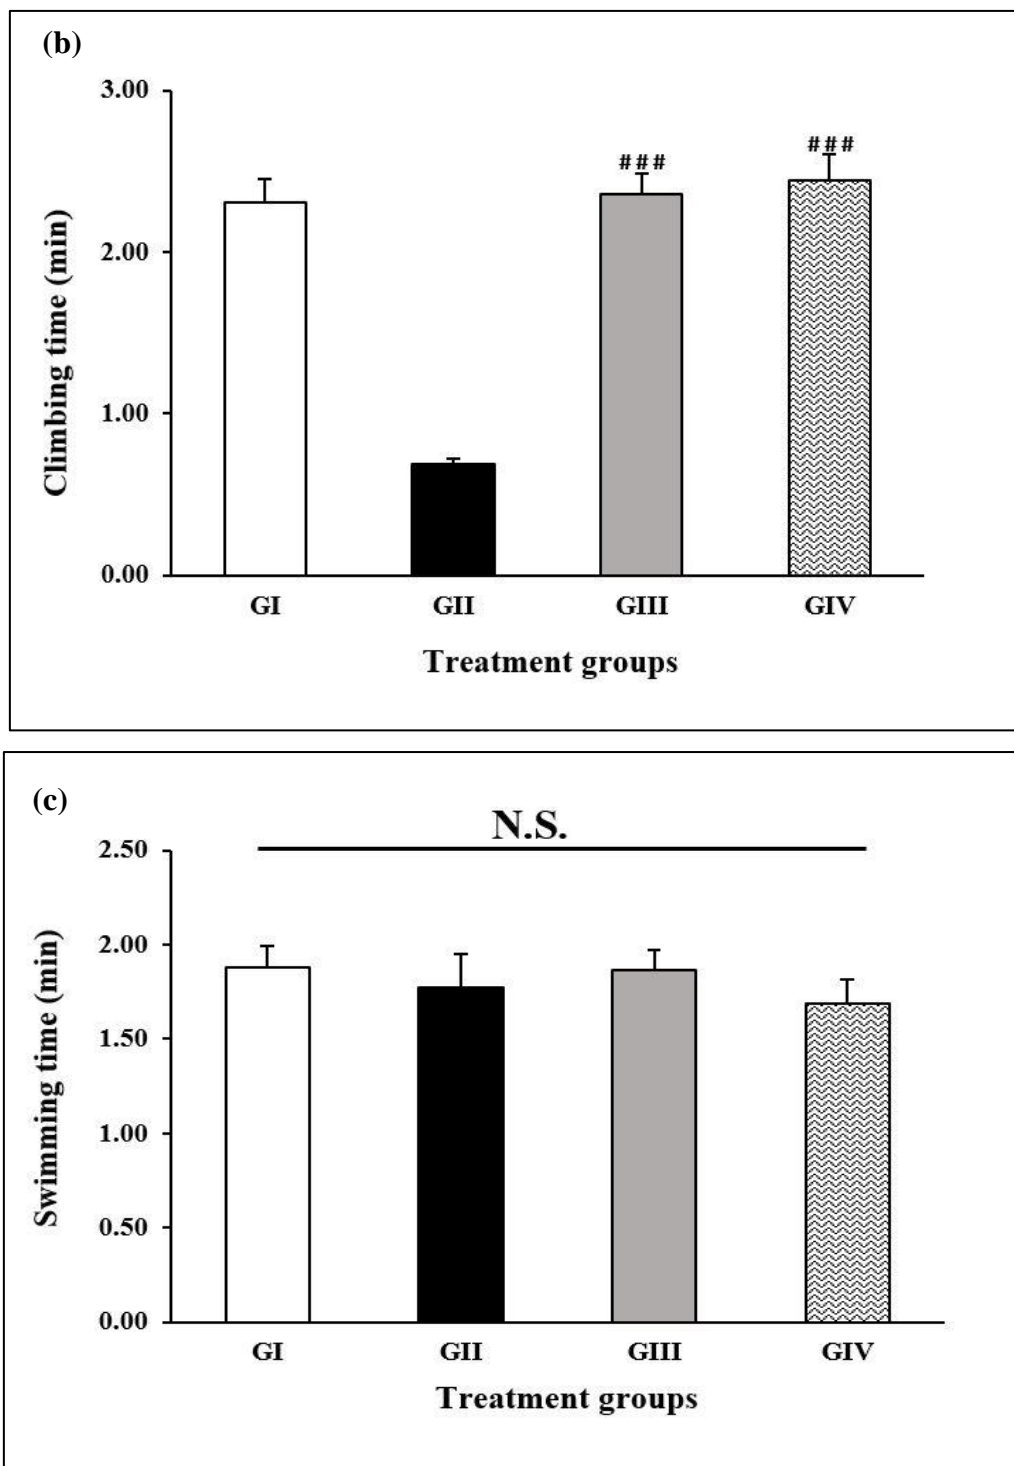 (b)
3.00
2.00
1.00
0.00
Climbing time (min)
###
###
GI GII GIII GIV
Treatment groups
(c)
N.S.
2.50
2.00
1.50
1.00
0.50
0.00
Swimming time (min)
GI GII GIII GIV
Treatment groups